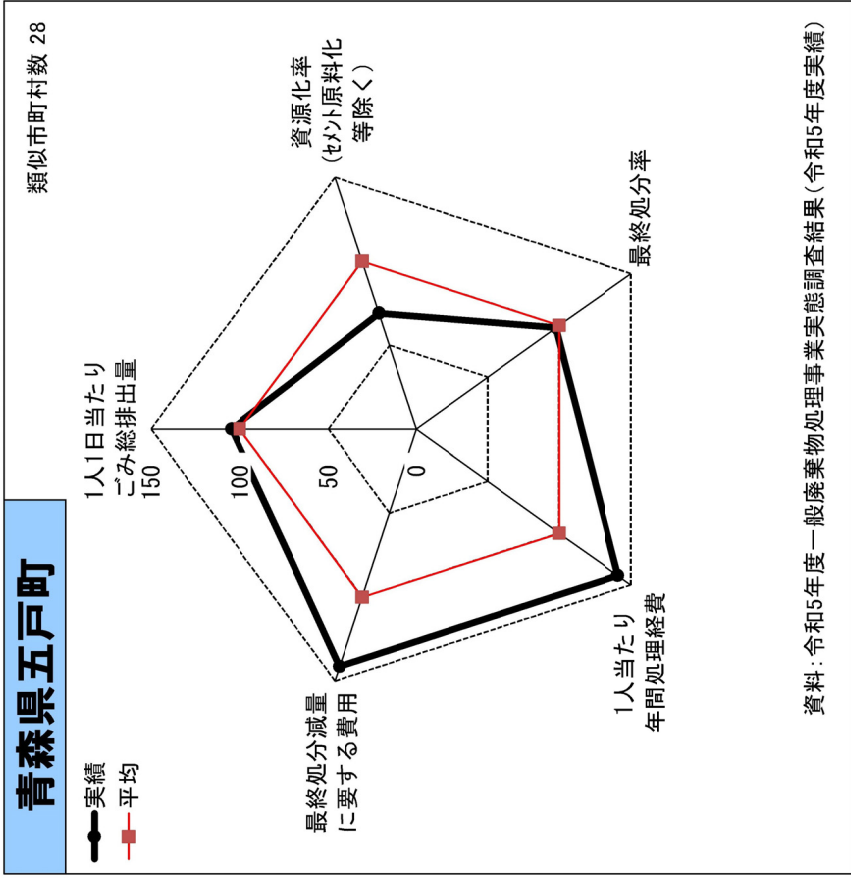 青森県五戸町
類似市町村数 28
実績
平均
1人1日当たり
ごみ総排出量
150
100
50
0
資源化率
(セメント原料化
等除く)
最終処分率
1人当たり
年間処理経費
最終処分減量
に要する費用
資料:令和5年度一般廃棄物処理事業実態調査結果(令和5年度実績)